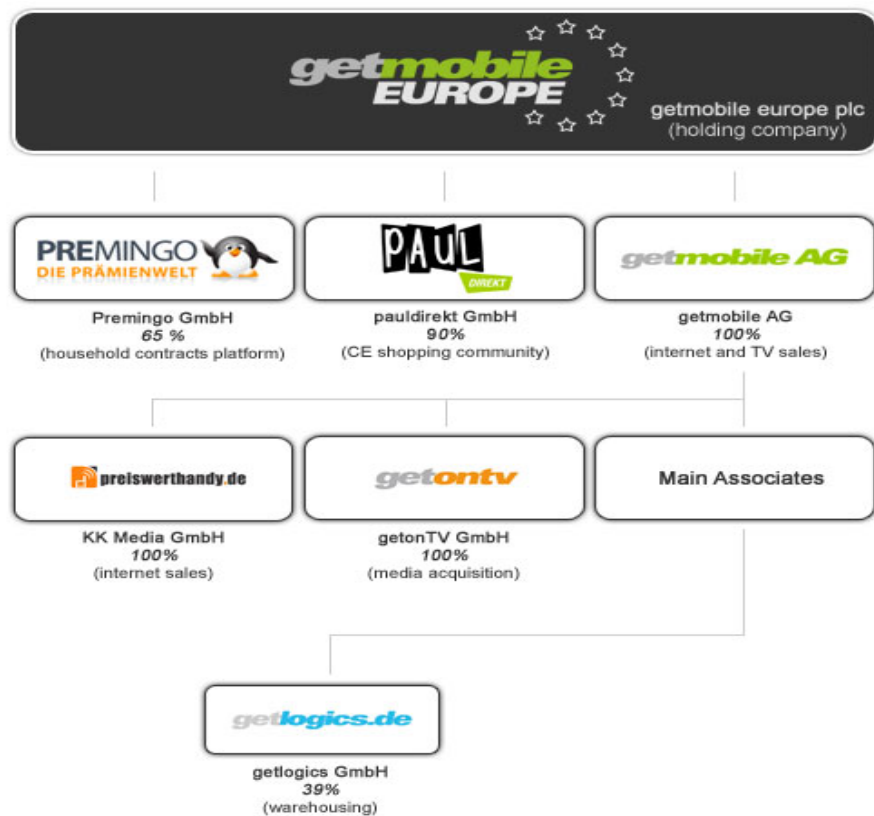 getmobile
EUROPE
getmobile europe plc
(holding company)
PREMINGO
DIE PRÄMIENWELT
PAUL
DIREKT
getmobile AG
Premingo GmbH
65 %
(household contracts platform)
pauldirekt GmbH
90%
(CE shopping community)
getmobile AG
100%
(internet and TV sales)
preiswerthandy.de
getontv
Main Associates
KK Media GmbH
100%
(internet sales)
getonTV GmbH
100%
(media acquisition)
getlogics.de
getlogics GmbH
39%
(warehousing)